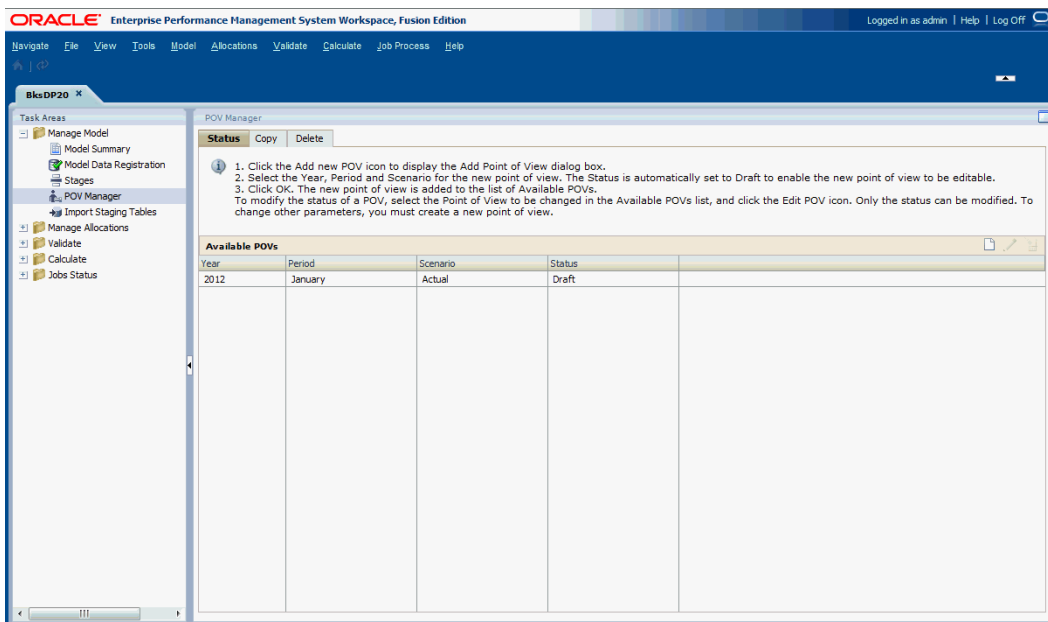 ORACLE® Enterprise Performance Management System Workspace, Fusion Edition
Logged in as admin | Help | Log Off
Navigate File View Tools Model Allocations Validate Calculate Job Process Help
BksDP20 ×
Task Areas
Manage Model
Model Summary
Model Data Registration
Stages
POV Manager
Import Staging Tables
Manage Allocations
Validate
Calculate
Jobs Status
POV Manager
Status Copy Delete
1. Click the Add new POV icon to display the Add Point of View dialog box.
2. Select the Year, Period and Scenario for the new point of view. The Status is automatically set to Draft to enable the new point of view to be editable.
3. Click OK. The new point of view is added to the list of Available POVs.
To modify the status of a POV, select the Point of View to be changed in the Available POVs list, and click the Edit POV icon. Only the status can be modified. To
change other parameters, you must create a new point of view.
Available POVs
Year Period Scenario Status
2012 January Actual Draft